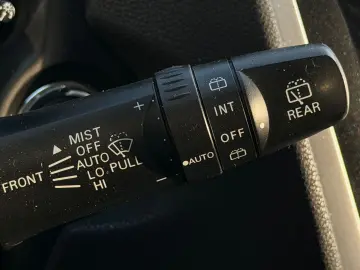 MIST
OFF
AUTO
FRONT LO PULL
HI
+
-
AUTO
INT
OFF
REAR